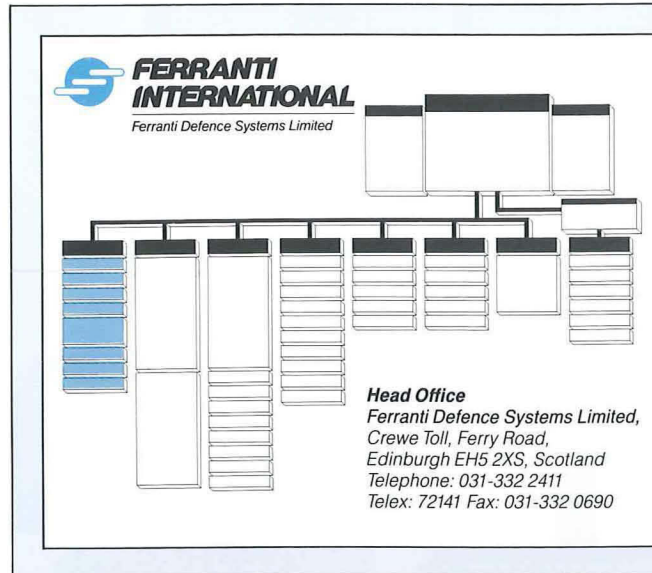 FERRANTI
INTERNATIONAL
Ferranti Defence Systems Limited
Head Office
Ferranti Defence Systems Limited,
Crewe Toll, Ferry Road,
Edinburgh EH5 2XS, Scotland
Telephone: 031-332 2411
Telex: 72141 Fax: 031-332 0690